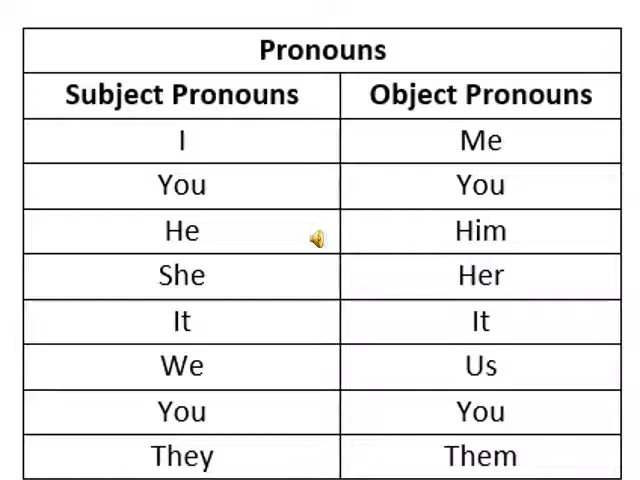 Pronouns
Subject Pronouns Object Pronouns
I Me
You You
He Him
She Her
It It
We Us
You You
They Them